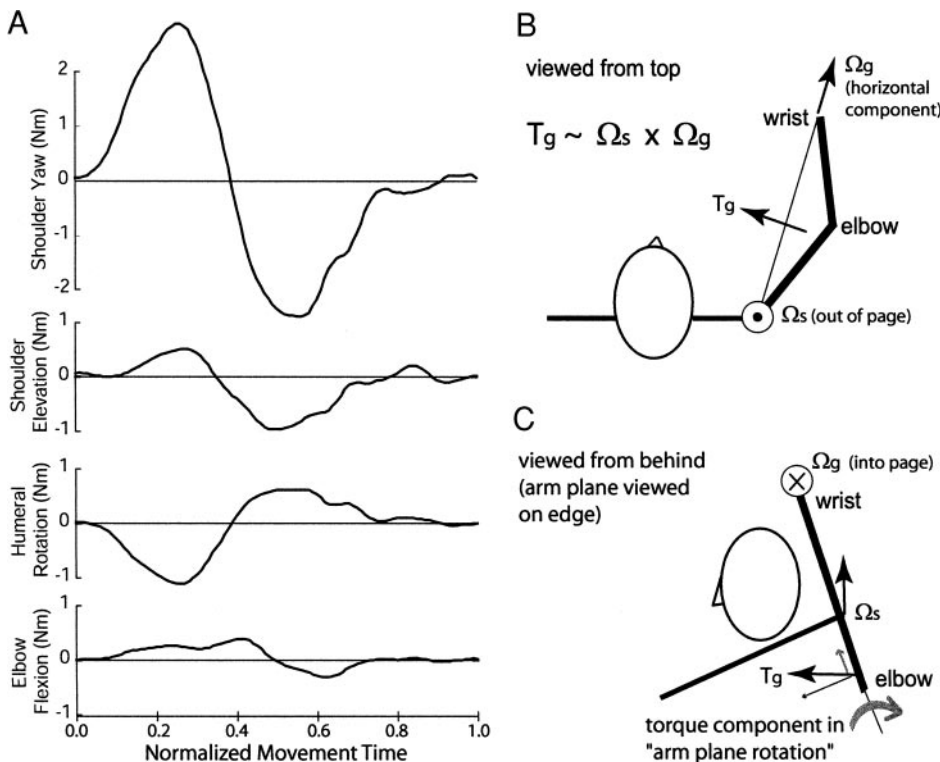 A
Shoulder Yaw (Nm)
2
1
0
-1
-2
Shoulder
Elevation (Nm)
1
0
-1
Humeral
Rotation (Nm)
1
0
-1
Elbow
Flexion (Nm)
1
0
-1
0.0 0.2 0.4 0.6 0.8 1.0
Normalized Movement Time
B
viewed from top
Tg ~ Ωs x Ωg
Ωg
(horizontal
component)
wrist
Tg
elbow
Ωs (out of page)
C
viewed from behind
(arm plane viewed
on edge)
Ωg (into page)
wrist
Ωs
Tg
elbow
torque component in
"arm plane rotation"